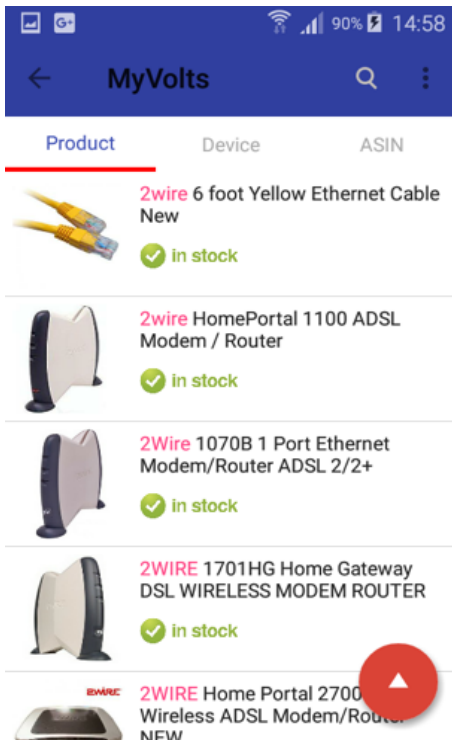 G+ 90% 14:58
MyVolts
Product Device ASIN
2wire 6 foot Yellow Ethernet Cable
New
in stock
2wire HomePortal 1100 ADSL
Modem / Router
in stock
2Wire 1070B 1 Port Ethernet
Modem/Router ADSL 2/2+
in stock
2WIRE 1701HG Home Gateway
DSL WIRELESS MODEM ROUTER
in stock
2WIRE
2WIRE Home Portal 2700
Wireless ADSL Modem/Router
NEW